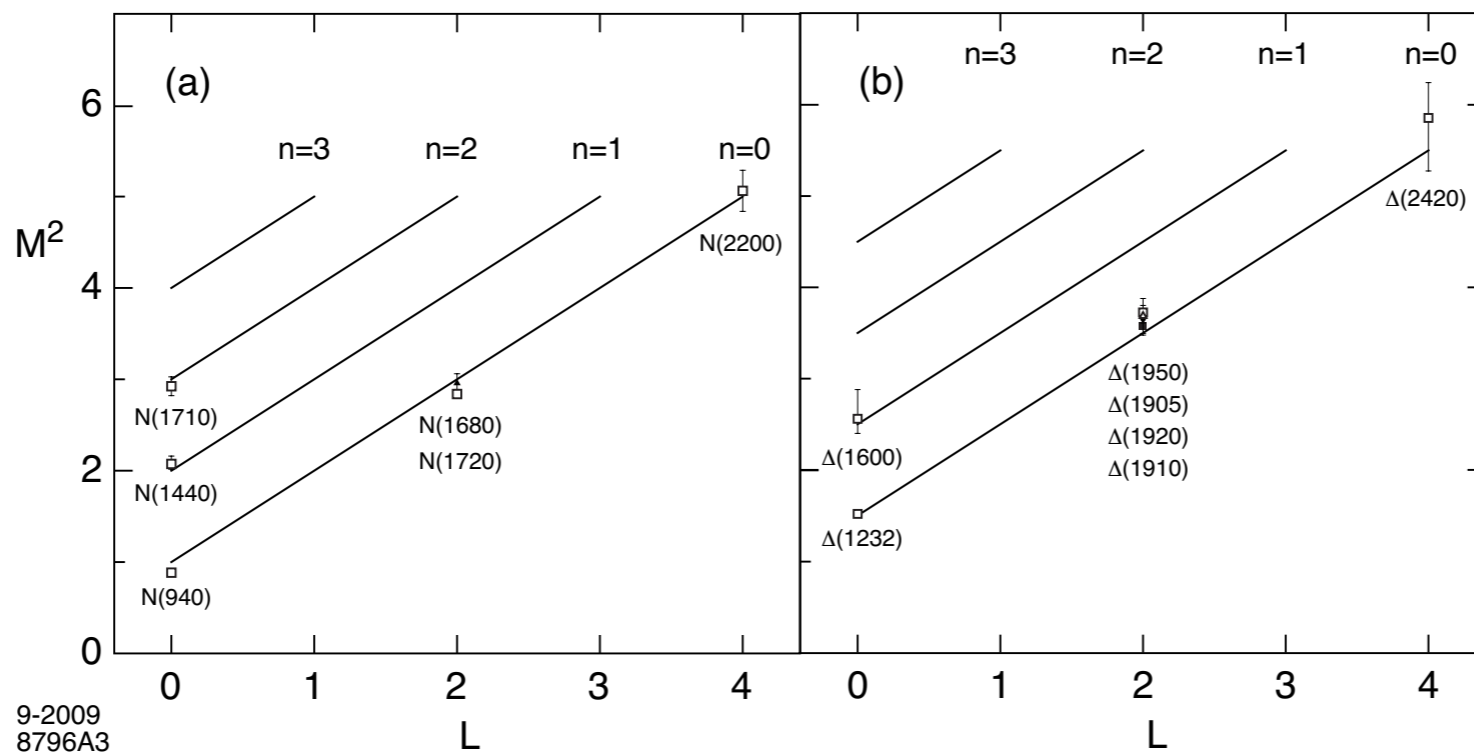 (a)
n=3 n=2 n=1 n=0
6
4
2
0
M²
N(2200)
N(1710)
N(1680)
N(1720)
N(1440)
N(940)
0 1 2 3 4
L
(b)
n=3 n=2 n=1 n=0
Δ(2420)
Δ(1950)
Δ(1905)
Δ(1920)
Δ(1910)
Δ(1600)
Δ(1232)
0 1 2 3 4
L
9-2009
8796A3